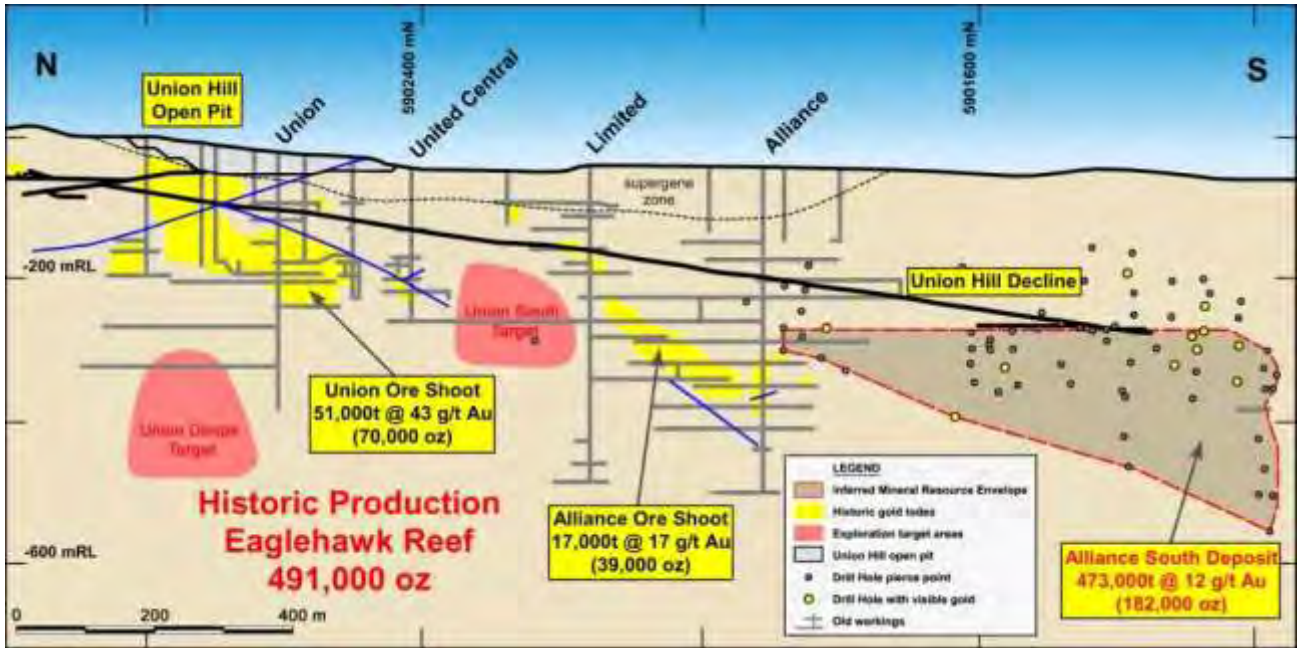 N
S
Union Hill
Open Pit
Union
5902400 mN
United Central
Limited
Alliance
5901600 mN
supergene
zone
-200 mRL
Union Hill Decline
Union South
Target
Union Ore Shoot
51,000t @ 43 g/t Au
(70,000 oz)
Union Deeps
Target
Historic Production
Eaglehawk Reef
491,000 oz
Alliance Ore Shoot
17,000t @ 17 g/t Au
(39,000 oz)
-600 mRL
0 200 400 m
LEGEND
Inferred Mineral Resource Envelope
Historic gold lodes
Exploration target areas
Union Hill open pit
Drill Hole pierce point
Drill Hole with visible gold
Old workings
Alliance South Deposit
473,000t @ 12 g/t Au
(182,000 oz)